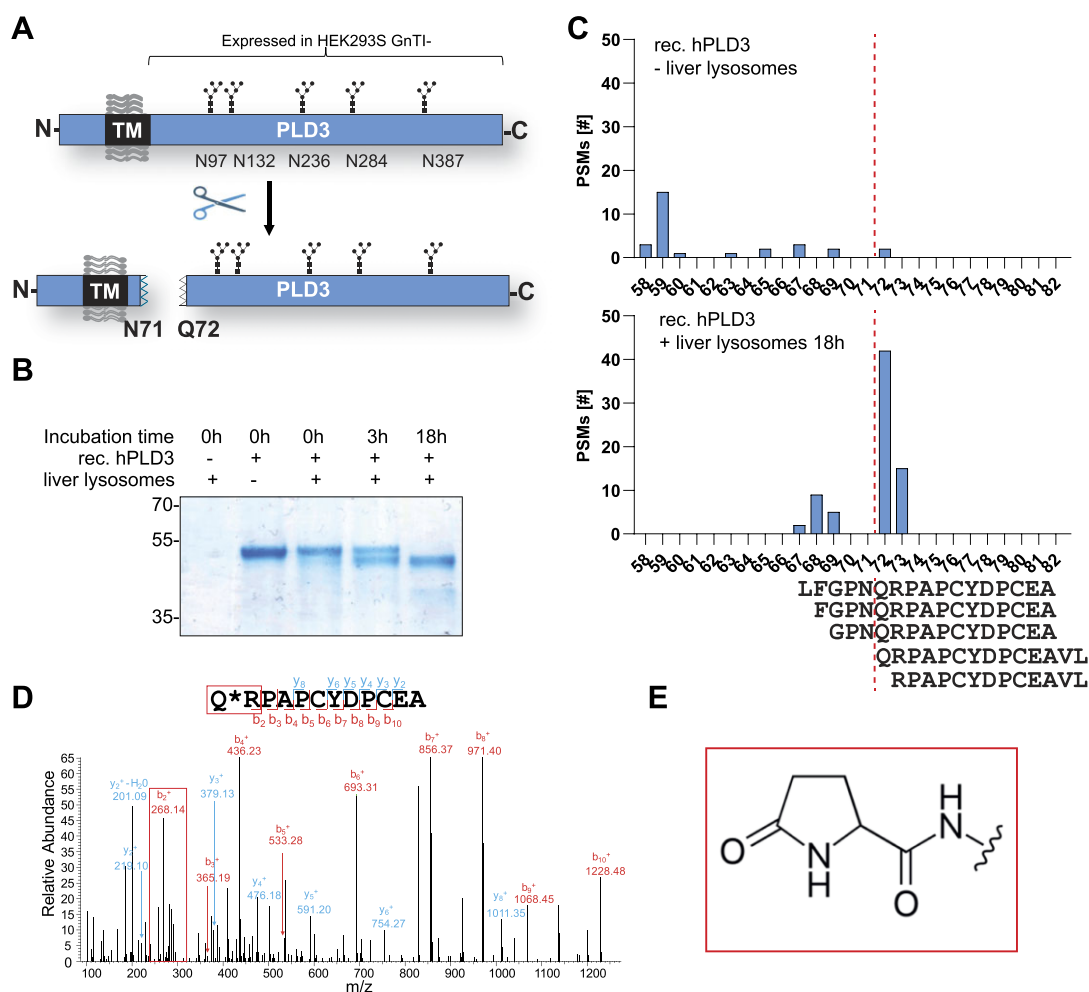 A
Expressed in HEK293S GnTI-
N
TM
PLD3
C
N97 N132 N236 N284 N387
N
TM
PLD3
C
N71 Q72
B
Incubation time 0h 0h 0h 3h 18h
rec. hPLD3 - + + + +
liver lysosomes + - + + +
70-
55-
35-
C
rec. hPLD3
- liver lysosomes
PSMs [#]
50
40
30
20
10
0
58 59 60 61 62 63 64 65 66 67 68 69 70 71 72 73 74 75 76 77 78 79 80 81 82
rec. hPLD3
+ liver lysosomes 18h
PSMs [#]
50
40
30
20
10
0
58 59 60 61 62 63 64 65 66 67 68 69 70 71 72 73 74 75 76 77 78 79 80 81 82
LFGPNQRPAPCYDPCEA
FGPNQRPAPCYDPCEA
GPNQRPAPCYDPCEA
QRPAPCYDPCEAVL
RPAPCYDPCEAVL
D
y8 y6 y5 y4 y3 y2
Q*RPAPCYDPCEA
b2 b3 b4 b5 b6 b7 b8 b9 b10
Relative Abundance
65
60
55
50
45
40
35
30
25
20
15
10
5
0
y2+-H20
201.09
y2+
219.10
b2+
268.14
b3+
365.19
y3+
379.13
b4+
436.23
y4+
476.18
b5+
533.28
y5+
591.20
b6+
693.31
y6+
754.27
b7+
856.37
b8+
971.40
y8+
1011.35
b9+
1068.45
b10+
1228.48
100 200 300 400 500 600 700 800 900 1000 1100 1200
m/z
E
O
N
H
O
H
N